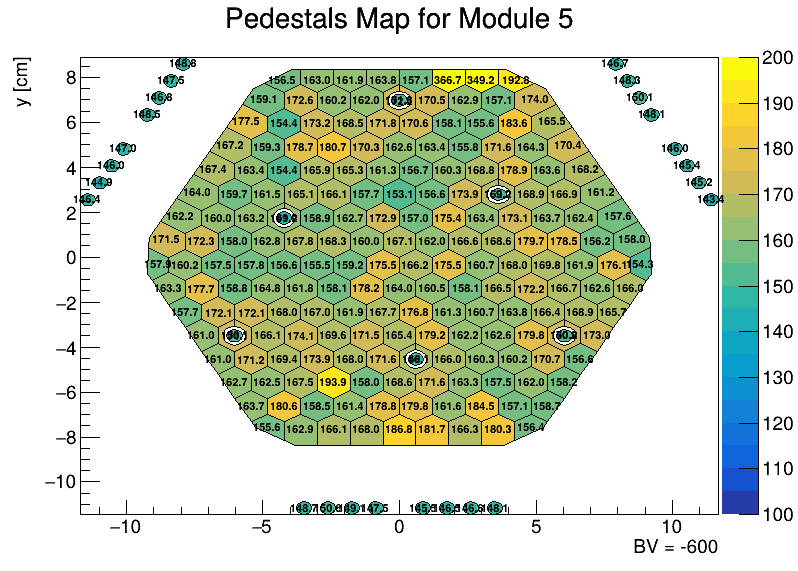 Pedestals Map for Module 5
y [cm]
148.8 146.7
156.5 163.0 161.9 163.8 157.1 366.7 349.2 192.8
147.5 148.3
146.8 159.1 172.6 160.2 162.0 170.5 162.9 157.1 174.0 150.1
148.5 177.5 154.4 173.2 168.5 171.8 170.6 158.1 155.6 183.6 165.5 148.1
147.0 167.2 159.3 178.7 180.7 170.3 162.6 163.4 155.8 171.6 164.3 170.4 146.0
146.0 167.4 163.4 154.4 165.9 163.8 161.3 156.7 160.3 168.8 178.9 163.6 168.2 145.4
144.9 145.2
146.4 164.0 159.7 161.5 165.1 166.1 157.7 153.1 156.6 173.9 168.9 166.9 161.2 143.4
162.2 160.0 163.2 158.9 162.7 172.9 157.0 175.4 163.4 173.1 163.7 162.4 157.6
171.5 172.3 158.0 162.8 167.8 168.3 160.0 167.1 162.0 166.6 168.6 179.7 178.5 156.2 158.0
157.9 160.2 157.5 157.8 156.6 155.5 159.2 175.5 166.2 175.5 160.7 168.0 169.8 161.9 176.1 154.3
163.3 177.7 158.8 164.8 161.8 158.1 178.2 164.0 160.5 158.1 166.5 172.2 166.7 162.6 166.0
157.7 172.1 172.1 168.0 167.0 161.9 167.7 176.8 168.2 160.7 163.2 161.7 168.9 165.9
161.0 166.1 174.1 169.6 171.5 165.4 179.2 162.2 160.6 162.2 179.8 173.0
161.0 171.2 169.4 173.9 168.0 171.6 166.0 160.3 160.2 170.7 156.6
162.7 162.5 167.5 193.9 158.0 168.6 171.6 163.3 157.5 162.0 158.2
163.7 180.6 158.5 161.4 178.8 179.8 161.6 184.5 157.1 158.7
155.6 162.9 166.1 168.0 186.8 181.7 166.3 180.3 156.4
8
6
4
2
0
−2
−4
−6
−8
−10
−10 −5 0 5 10
BV = -600
200
190
180
170
160
150
140
130
120
110
100